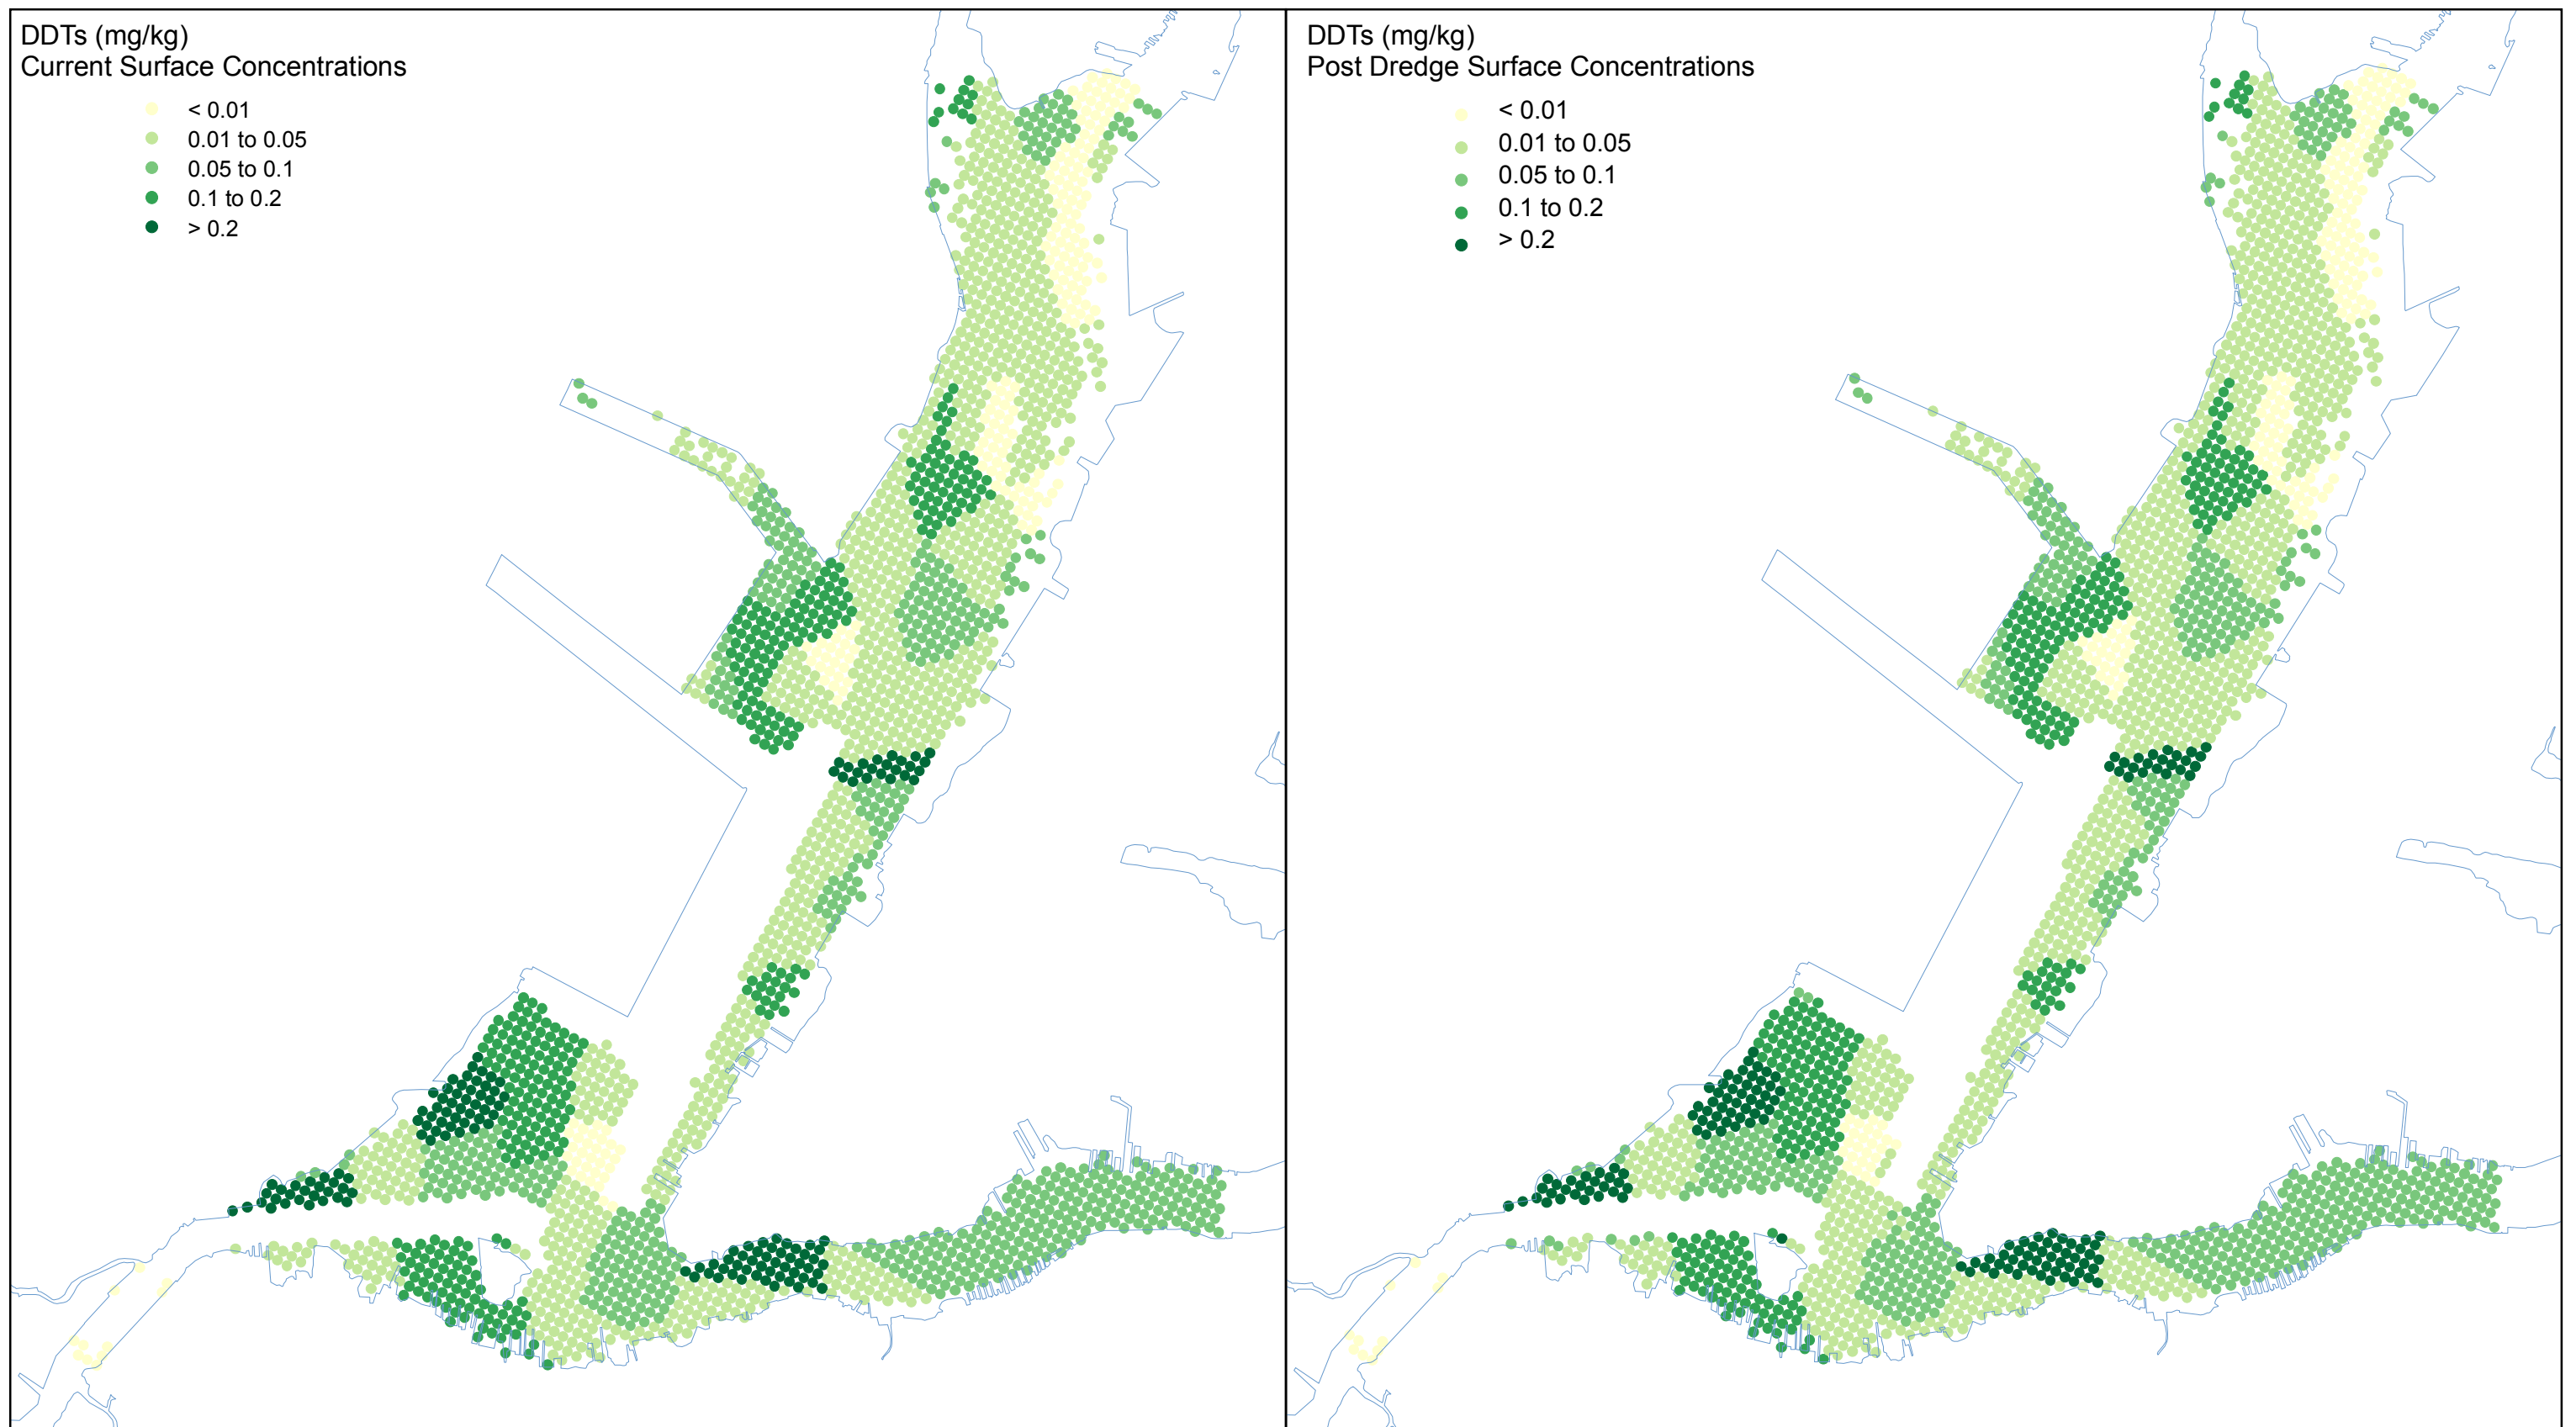 DDTs (mg/kg)
Current Surface Concentrations
< 0.01
0.01 to 0.05
0.05 to 0.1
0.1 to 0.2
> 0.2
DDTs (mg/kg)
Post Dredge Surface Concentrations
< 0.01
0.01 to 0.05
0.05 to 0.1
0.1 to 0.2
> 0.2